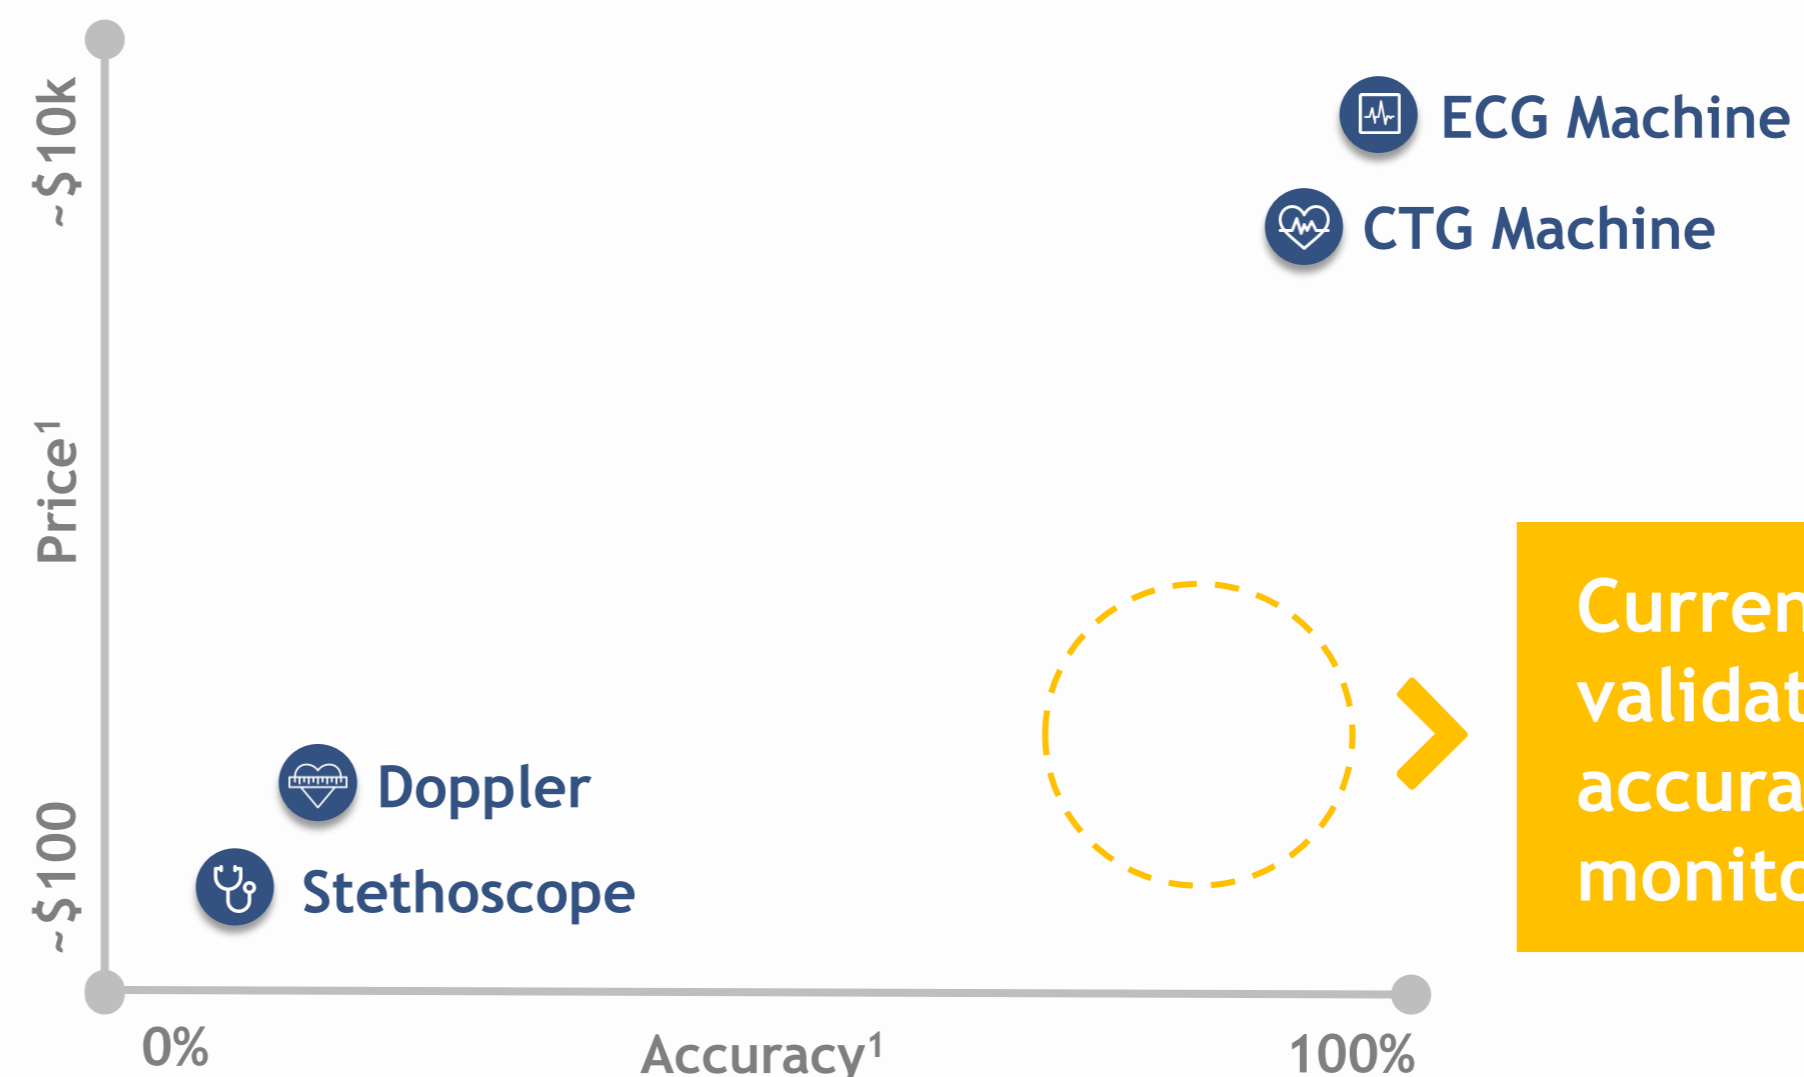 ~$10k
ECG Machine
CTG Machine
Price¹
Doppler
~$100
Stethoscope
0%
Accuracy¹
100%